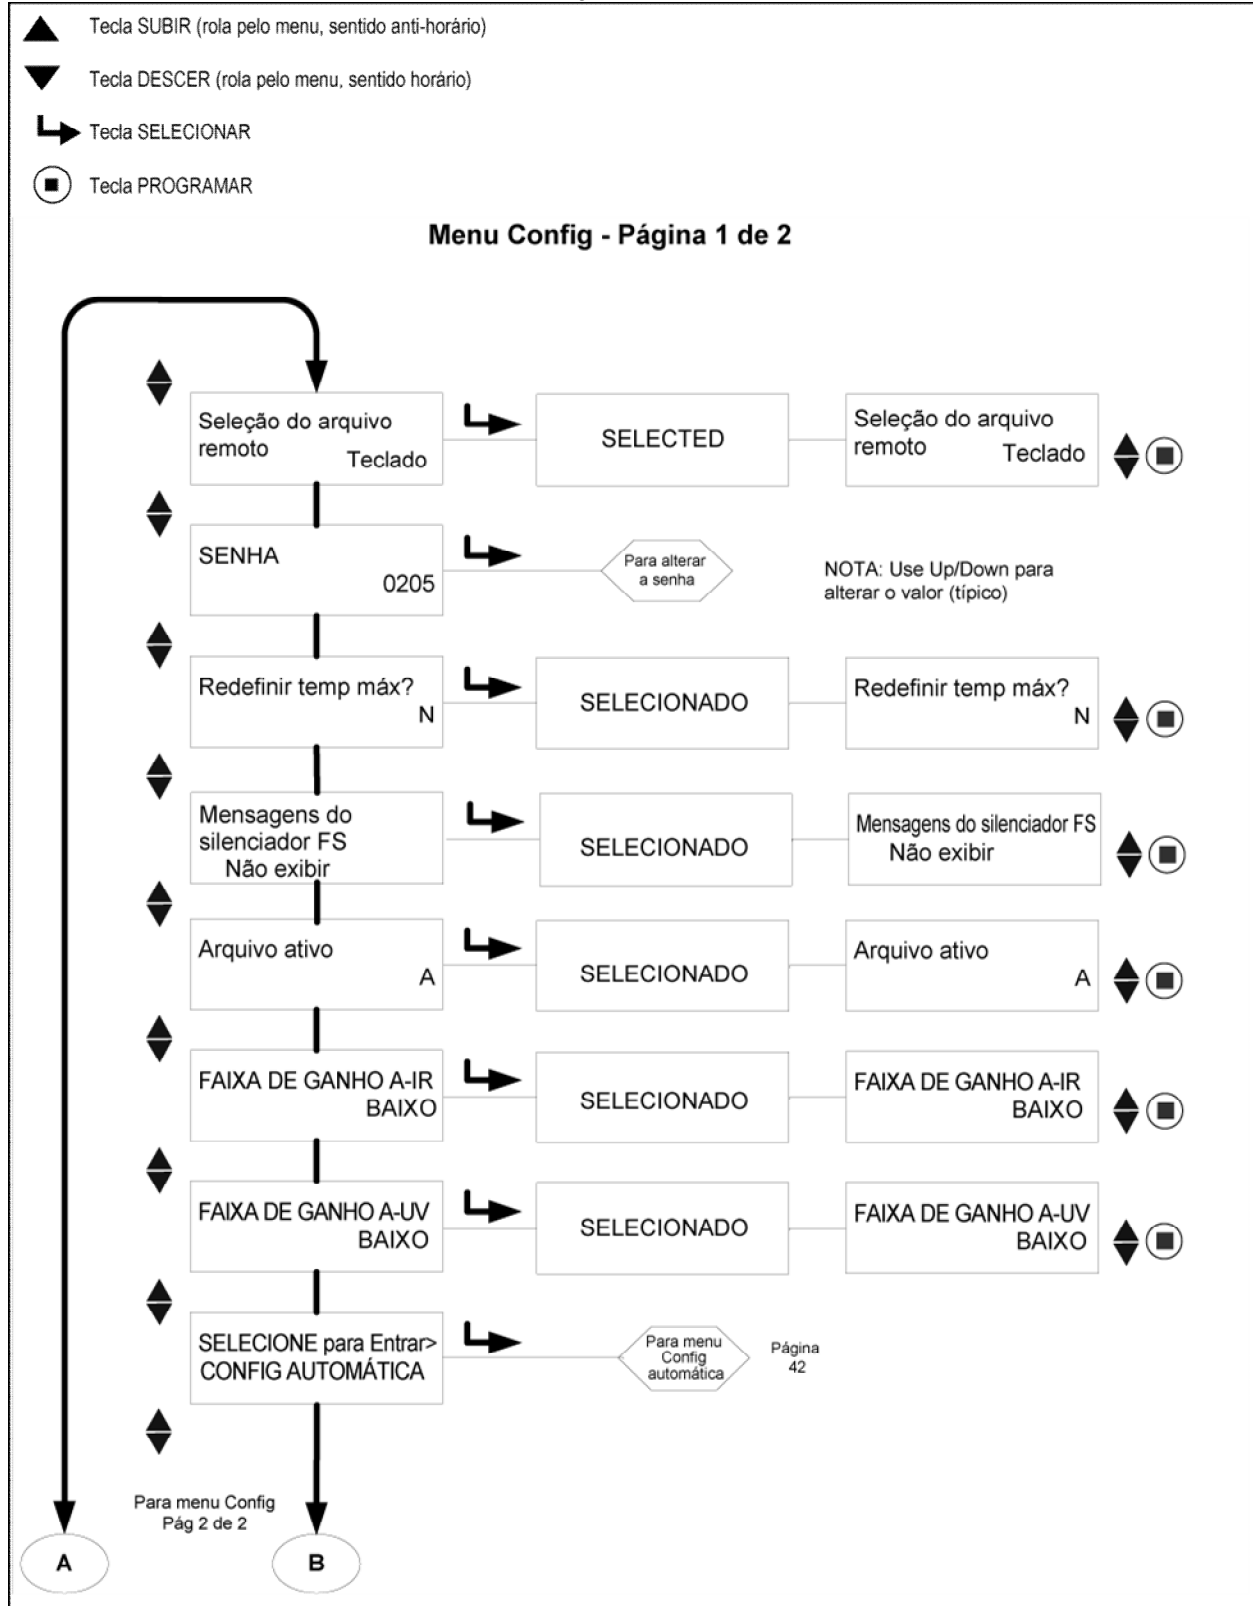 Tecla SUBIR (rola pelo menu, sentido anti-horário)
Tecla DESCER (rola pelo menu, sentido horário)
Tecla SELECIONAR
Tecla PROGRAMAR
Menu Config - Página 1 de 2
Seleção do arquivo
remoto
Teclado
SELECTED
Seleção do arquivo
remoto
Teclado
SENHA
0205
Para alterar
a senha
NOTA: Use Up/Down para
alterar o valor (típico)
Redefinir temp máx?
N
SELECIONADO
Redefinir temp máx?
N
Mensagens do
silenciador FS
Não exibir
SELECIONADO
Mensagens do silenciador FS
Não exibir
Arquivo ativo
A
SELECIONADO
Arquivo ativo
A
FAIXA DE GANHO A-IR
BAIXO
SELECIONADO
FAIXA DE GANHO A-IR
BAIXO
FAIXA DE GANHO A-UV
BAIXO
SELECIONADO
FAIXA DE GANHO A-UV
BAIXO
SELECIONE para Entrar>
CONFIG AUTOMÁTICA
Para menu
Config
automática
Página
42
Para menu Config
Pág 2 de 2
A
B